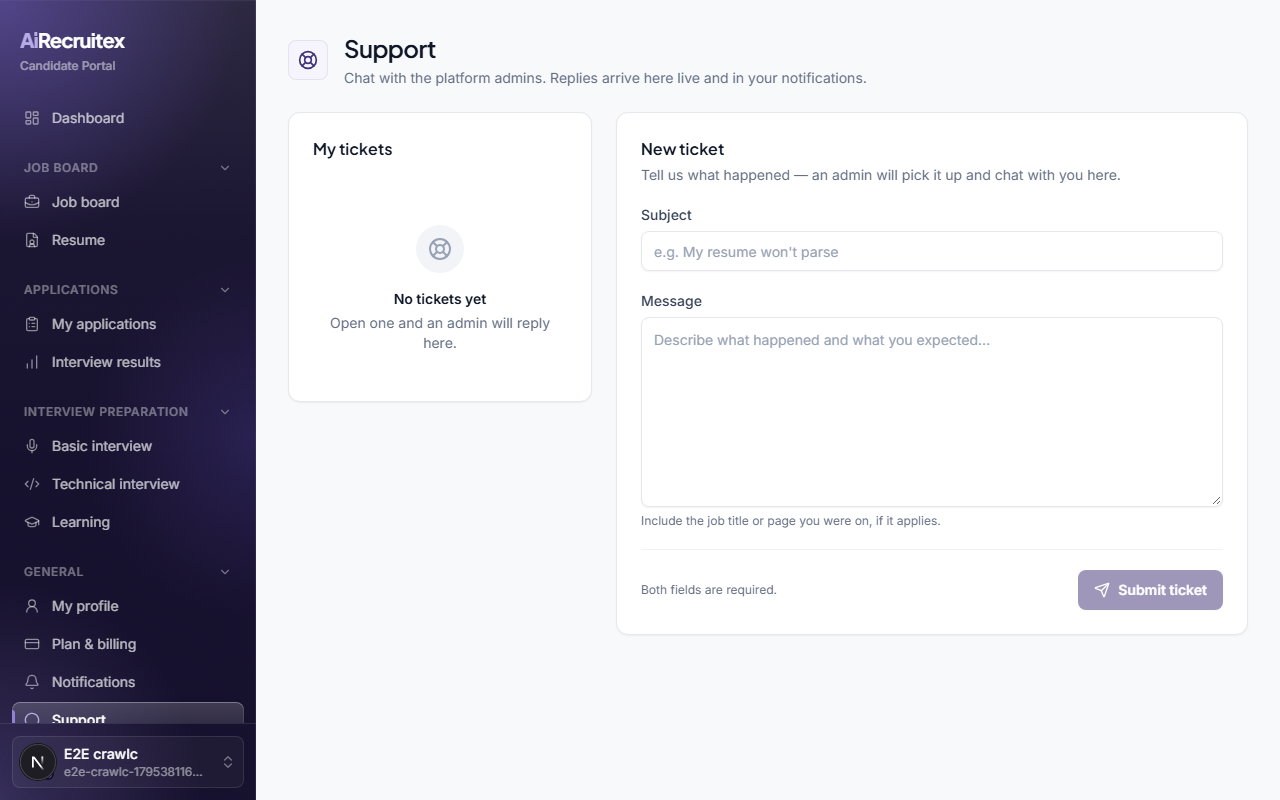 AiRecruitex
Candidate Portal
Dashboard
JOB BOARD
Job board
Resume
APPLICATIONS
My applications
Interview results
INTERVIEW PREPARATION
Basic interview
Technical interview
Learning
GENERAL
My profile
Plan & billing
Notifications
Support
N
E2E crawlc
e2e-crawlc-179538116...
Support
Chat with the platform admins. Replies arrive here live and in your notifications.
My tickets
No tickets yet
Open one and an admin will reply
here.
New ticket
Tell us what happened — an admin will pick it up and chat with you here.
Subject
e.g. My resume won't parse
Message
Describe what happened and what you expected...
Include the job title or page you were on, if it applies.
Both fields are required.
Submit ticket